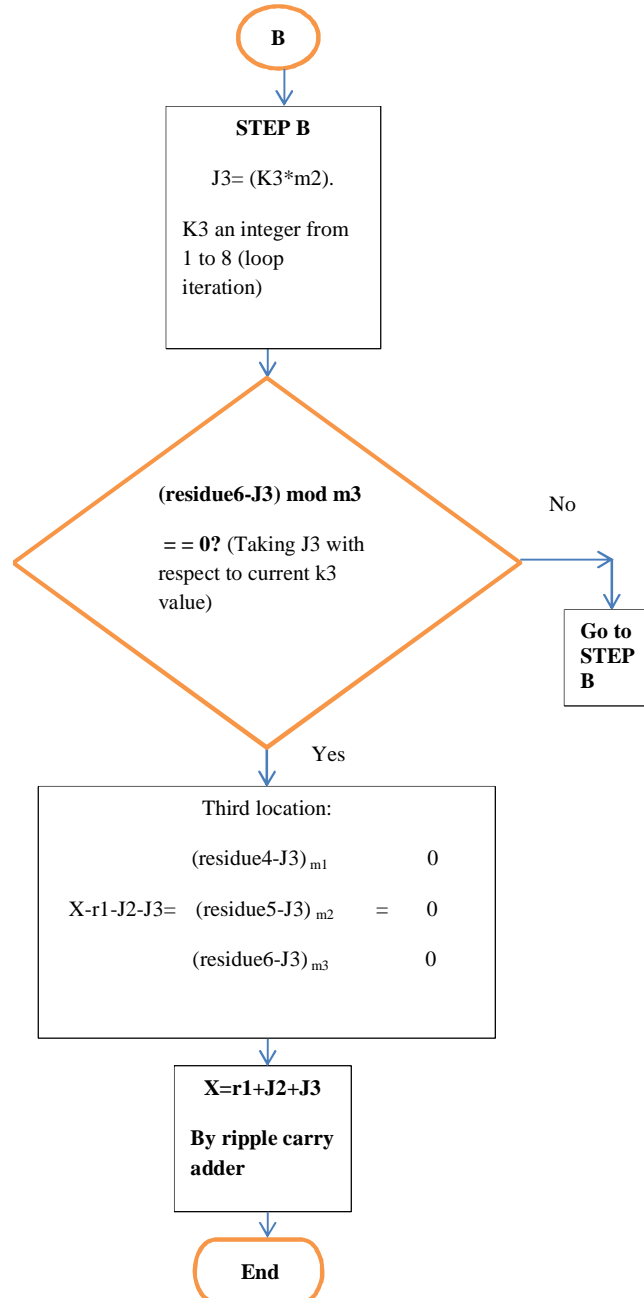 B
STEP B
J3= (K3*m2).
K3 an integer from
1 to 8 (loop
iteration)
(residue6-J3) mod m3
= = 0? (Taking J3 with
respect to current k3
value)
No
Go to
STEP
B
Yes
Third location:
(residue4-J3) m1 0
X-r1-J2-J3= (residue5-J3) m2 = 0
(residue6-J3) m3 0
X=r1+J2+J3
By ripple carry
adder
End